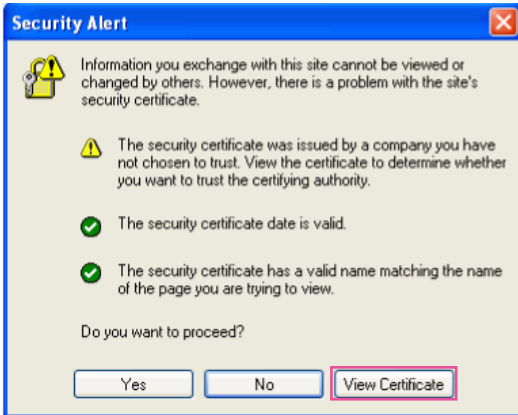 Security Alert
Information you exchange with this site cannot be viewed or
changed by others. However, there is a problem with the site's
security certificate.
The security certificate was issued by a company you have
not chosen to trust. View the certificate to determine whether
you want to trust the certifying authority.
The security certificate date is valid.
The security certificate has a valid name matching the name
of the page you are trying to view.
Do you want to proceed?
Yes
No
View Certificate